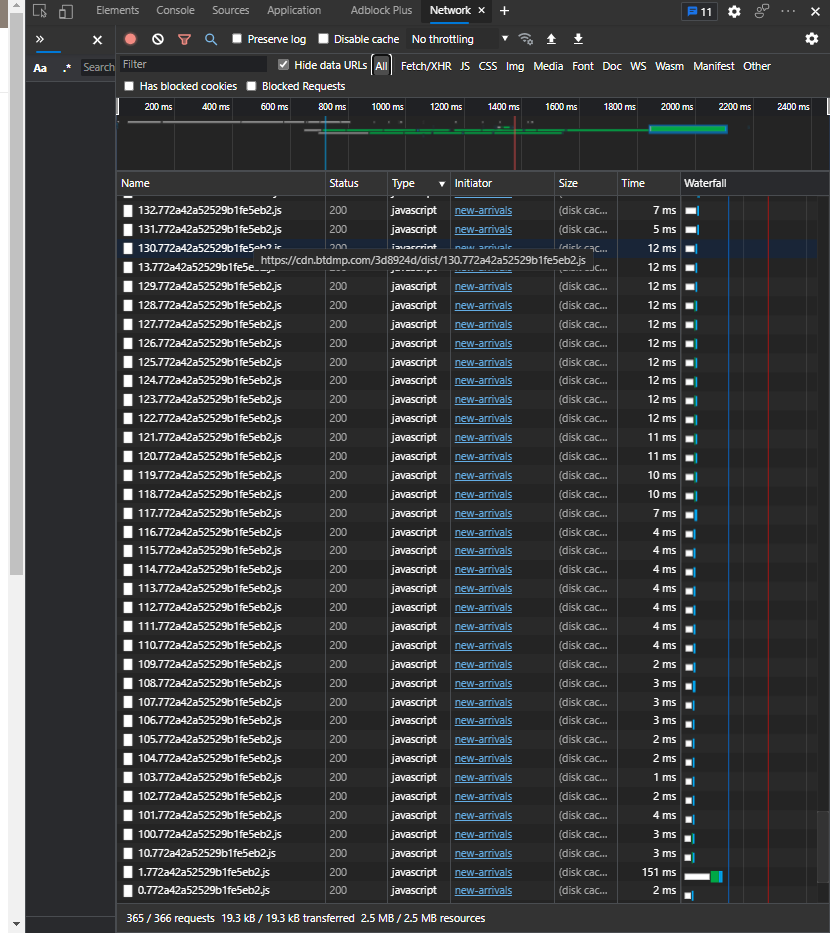 Elements Console Sources Application Adblock Plus Network 11
Preserve log Disable cache No throttling
Aa .* Search
Filter Hide data URLs All Fetch/XHR JS CSS Img Media Font Doc WS Wasm Manifest Other
Has blocked cookies Blocked Requests
200 ms 400 ms 600 ms 800 ms 1000 ms 1200 ms 1400 ms 1600 ms 1800 ms 2000 ms 2200 ms 2400 ms
Name Status Type Initiator Size Time Waterfall
132.772a42a52529b1fe5eb2.js 200 javascript new-arrivals (disk cac... 7 ms
131.772a42a52529b1fe5eb2.js 200 javascript new-arrivals (disk cac... 5 ms
130.772a42a52529b1fe5eb2.js 200 javascript new-arrivals (disk cac... 12 ms
https://cdn.btdmp.com/3d8924d/dist/130.772a42a52529b1fe5eb2.js
13.772a42a52529b1fe5eb2.js 200 javascript new-arrivals (disk cac... 12 ms
129.772a42a52529b1fe5eb2.js 200 javascript new-arrivals (disk cac... 12 ms
128.772a42a52529b1fe5eb2.js 200 javascript new-arrivals (disk cac... 12 ms
127.772a42a52529b1fe5eb2.js 200 javascript new-arrivals (disk cac... 12 ms
126.772a42a52529b1fe5eb2.js 200 javascript new-arrivals (disk cac... 12 ms
125.772a42a52529b1fe5eb2.js 200 javascript new-arrivals (disk cac... 12 ms
124.772a42a52529b1fe5eb2.js 200 javascript new-arrivals (disk cac... 12 ms
123.772a42a52529b1fe5eb2.js 200 javascript new-arrivals (disk cac... 12 ms
122.772a42a52529b1fe5eb2.js 200 javascript new-arrivals (disk cac... 12 ms
121.772a42a52529b1fe5eb2.js 200 javascript new-arrivals (disk cac... 11 ms
120.772a42a52529b1fe5eb2.js 200 javascript new-arrivals (disk cac... 11 ms
119.772a42a52529b1fe5eb2.js 200 javascript new-arrivals (disk cac... 10 ms
118.772a42a52529b1fe5eb2.js 200 javascript new-arrivals (disk cac... 10 ms
117.772a42a52529b1fe5eb2.js 200 javascript new-arrivals (disk cac... 7 ms
116.772a42a52529b1fe5eb2.js 200 javascript new-arrivals (disk cac... 4 ms
115.772a42a52529b1fe5eb2.js 200 javascript new-arrivals (disk cac... 4 ms
114.772a42a52529b1fe5eb2.js 200 javascript new-arrivals (disk cac... 4 ms
113.772a42a52529b1fe5eb2.js 200 javascript new-arrivals (disk cac... 4 ms
112.772a42a52529b1fe5eb2.js 200 javascript new-arrivals (disk cac... 4 ms
111.772a42a52529b1fe5eb2.js 200 javascript new-arrivals (disk cac... 4 ms
110.772a42a52529b1fe5eb2.js 200 javascript new-arrivals (disk cac... 4 ms
109.772a42a52529b1fe5eb2.js 200 javascript new-arrivals (disk cac... 2 ms
108.772a42a52529b1fe5eb2.js 200 javascript new-arrivals (disk cac... 3 ms
107.772a42a52529b1fe5eb2.js 200 javascript new-arrivals (disk cac... 3 ms
106.772a42a52529b1fe5eb2.js 200 javascript new-arrivals (disk cac... 3 ms
105.772a42a52529b1fe5eb2.js 200 javascript new-arrivals (disk cac... 2 ms
104.772a42a52529b1fe5eb2.js 200 javascript new-arrivals (disk cac... 2 ms
103.772a42a52529b1fe5eb2.js 200 javascript new-arrivals (disk cac... 1 ms
102.772a42a52529b1fe5eb2.js 200 javascript new-arrivals (disk cac... 2 ms
101.772a42a52529b1fe5eb2.js 200 javascript new-arrivals (disk cac... 4 ms
100.772a42a52529b1fe5eb2.js 200 javascript new-arrivals (disk cac... 3 ms
10.772a42a52529b1fe5eb2.js 200 javascript new-arrivals (disk cac... 3 ms
1.772a42a52529b1fe5eb2.js 200 javascript new-arrivals (disk cac... 151 ms
0.772a42a52529b1fe5eb2.js 200 javascript new-arrivals (disk cac... 2 ms
365 / 366 requests 19.3 kB / 19.3 kB transferred 2.5 MB / 2.5 MB resources